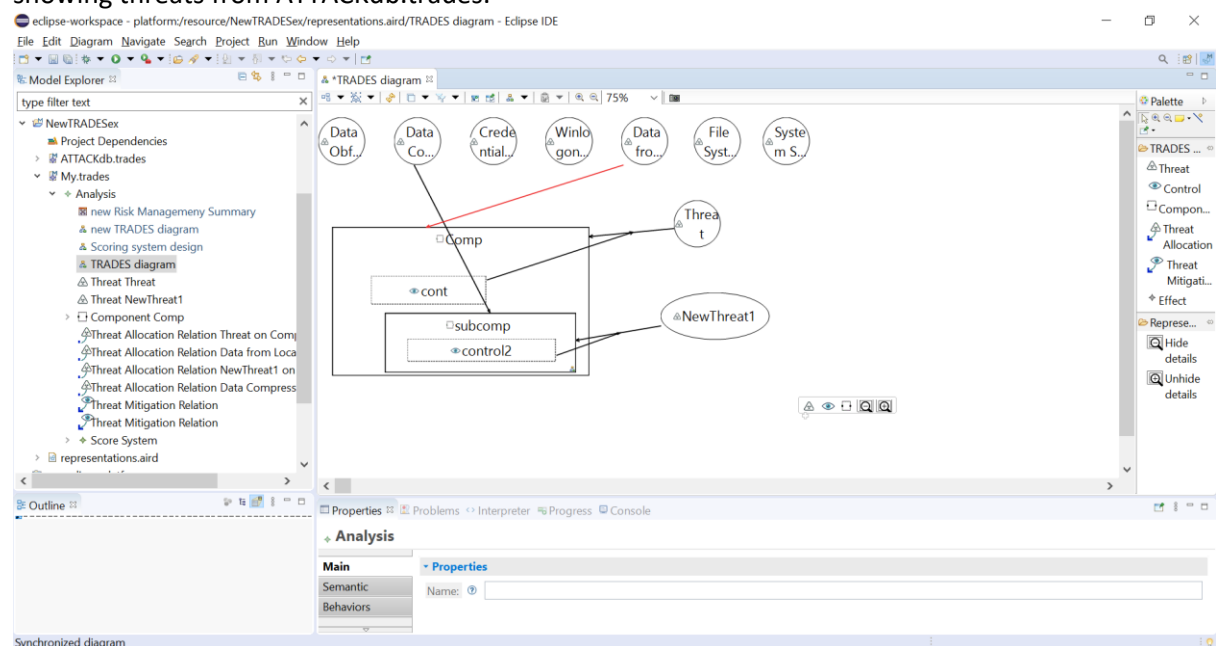 showing threats from ATTACKdb.trades.
eclipse-workspace - platform:/resource/NewTRADESex/representations.aird/TRADES diagram - Eclipse IDE
File Edit Diagram Navigate Search Project Run Window Help
Model Explorer
type filter text
NewTRADESex
Project Dependencies
ATTACKdb.trades
My.trades
Analysis
new Risk Managemeny Summary
new TRADES diagram
Scoring system design
TRADES diagram
Threat Threat
Threat NewThreat1
Component Comp
Threat Allocation Relation Threat on Comp
Threat Allocation Relation Data from Loca
Threat Allocation Relation NewThreat1 on
Threat Allocation Relation Data Compress
Threat Mitigation Relation
Threat Mitigation Relation
Score System
representations.aird
Outline
*TRADES diagram
75%
Data
Obf...
Data
Co...
Crede
ntial...
Winlo
gon...
Data
fro...
File
Syst...
Syste
m S...
Threa
t
Comp
cont
subcomp
control2
NewThreat1
Palette
TRADES ...
Threat
Control
Compon...
Threat
Allocation
Threat
Mitigati...
Effect
Represe...
Hide
details
Unhide
details
Properties Problems Interpreter Progress Console
Analysis
Main
Semantic
Behaviors
Properties
Name:
Synchronized diagram